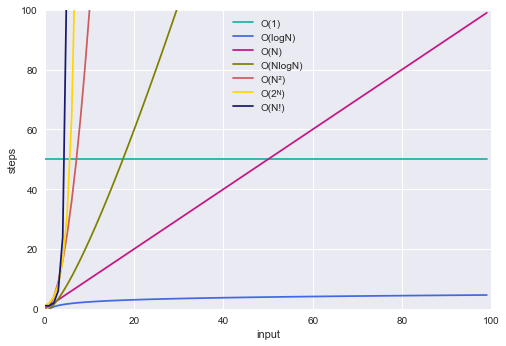 100
80
60
40
20
0
steps
O(1)
O(logN)
O(N)
O(NlogN)
O(N²)
O(2ᴺ)
O(N!)
0 20 40 60 80 100
input